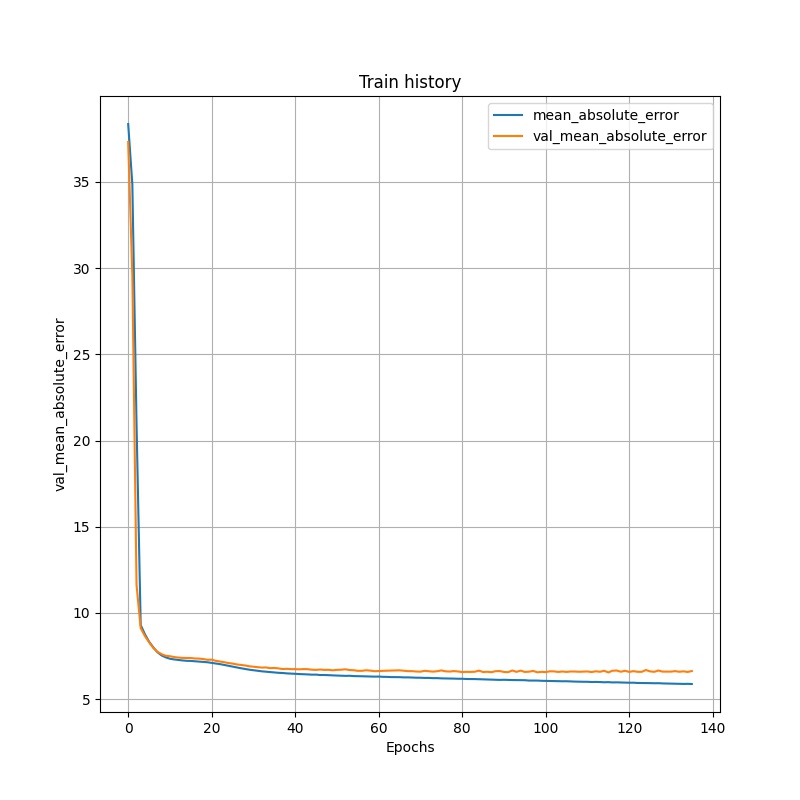 Train history
mean_absolute_error
val_mean_absolute_error
val_mean_absolute_error
35
30
25
20
15
10
5
0 20 40 60 80 100 120 140
Epochs